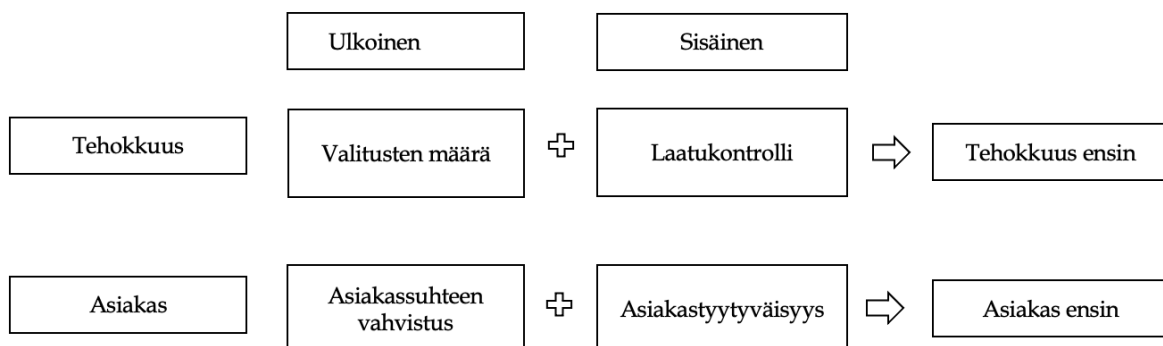 Ulkoinen
Sisäinen
Tehokkuus
Valitusten määrä
Laatukontrolli
Tehokkuus ensin
Asiakas
Asiakassuhteen
vahvistus
Asiakastyytyväisyys
Asiakas ensin